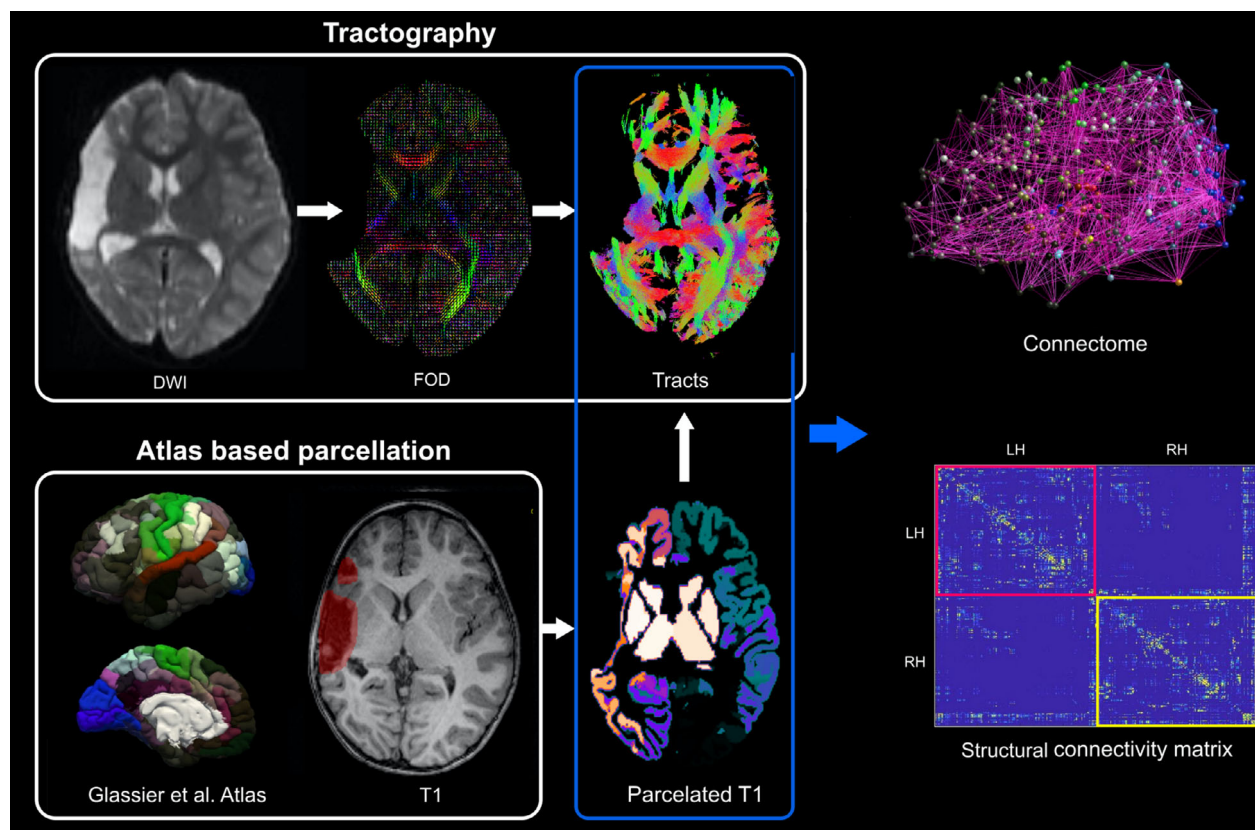 Tractography
DWI
FOD
Tracts
Connectome
Atlas based parcellation
Glassier et al. Atlas
T1
Parcelated T1
LH
RH
LH
RH
Structural connectivity matrix